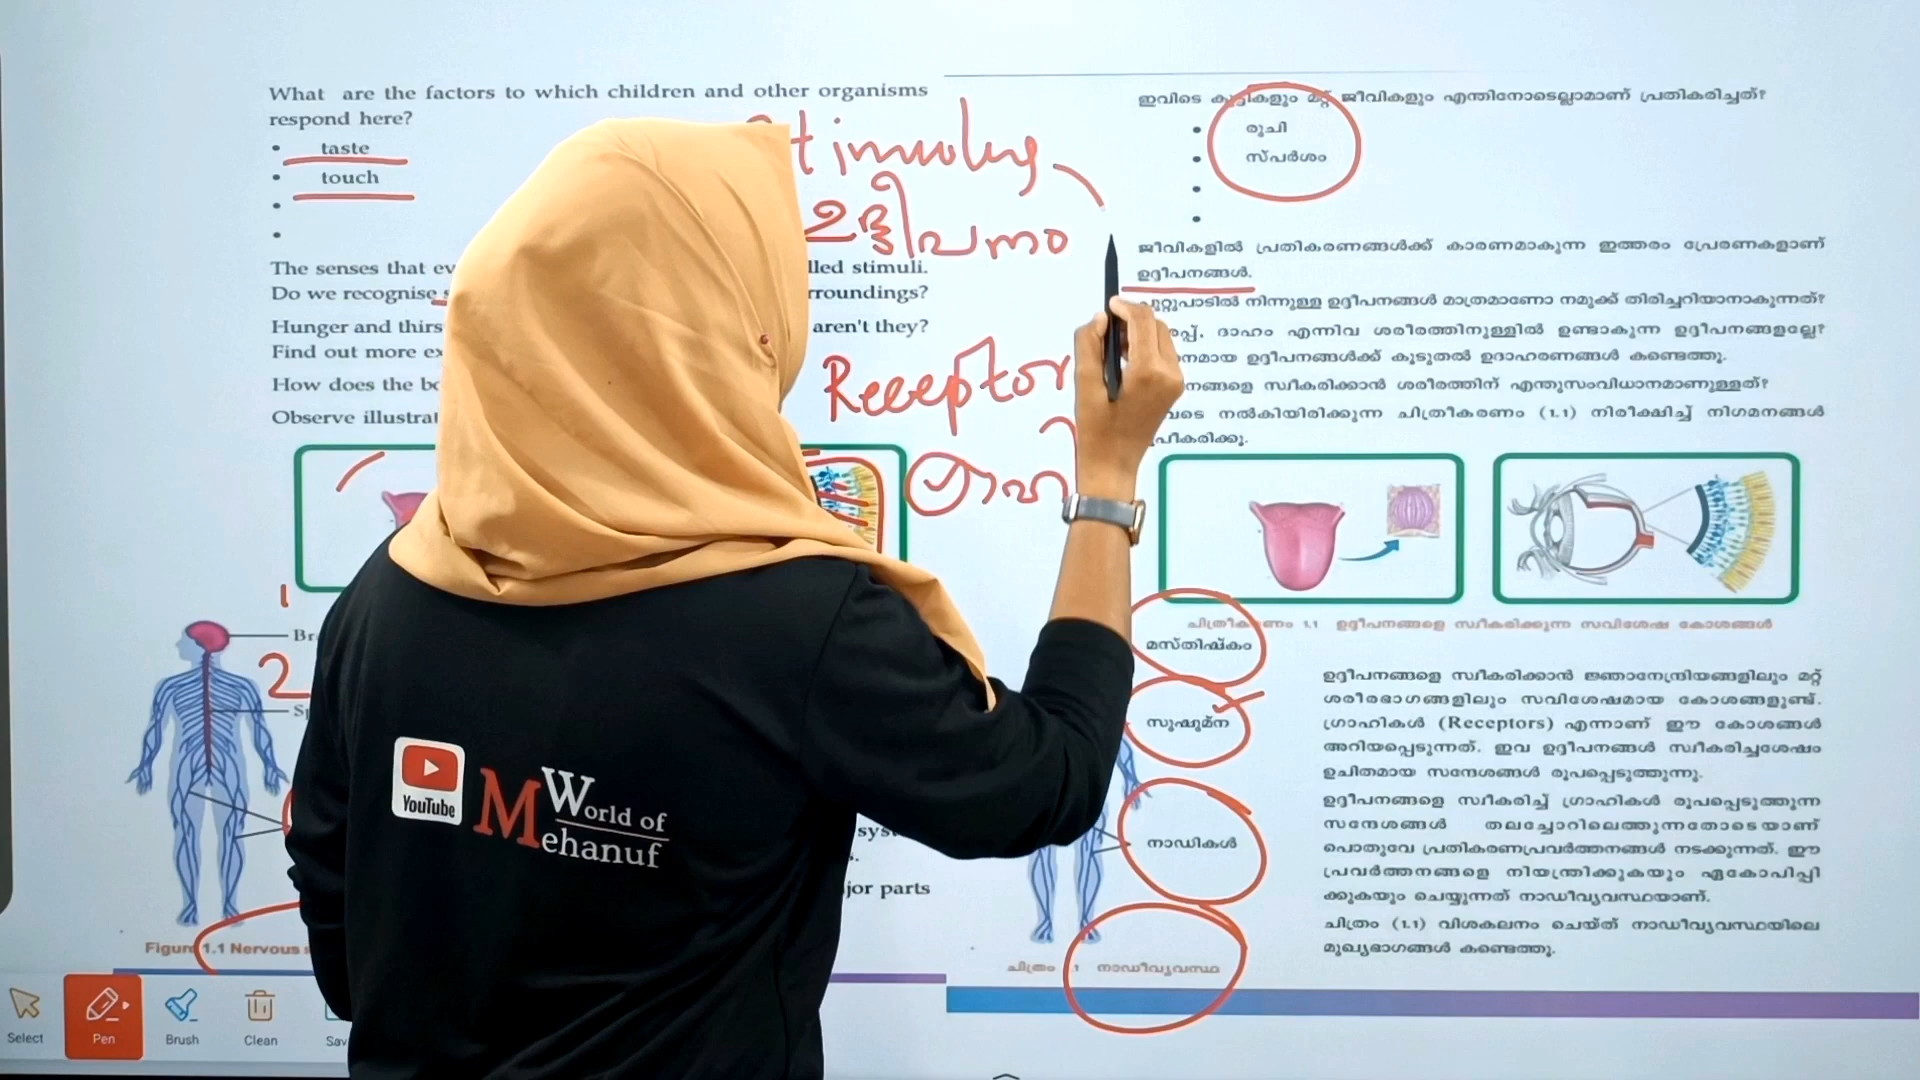 What are the factors to which children and other organisms
respond here?
• taste
• touch
•
•
The senses that
lled stimuli.
Do we recognise
rroundings?
Hunger and
aren't they?
Find out more
How does the
Observe
1
2
Figure 1.1 Nervous
jor parts
timulus
ഉദ്ദീപനം
Receptor
ഇവിടെ കുട്ടികളും മറ്റ് ജീവികളും എന്തിനോടെല്ലാമാണ് പ്രതികരിച്ചത്?
• രുചി
• സ്പർശം
•
•
ജീവികളിൽ പ്രതികരണങ്ങൾക്ക് കാരണമാകുന്ന ഇത്തരം പ്രേരണകളാണ്
ഉദ്ദീപനങ്ങൾ.
നിന്നുള്ള ഉദ്ദീപനങ്ങൾ മാത്രമാണോ നമുക്ക് തിരിച്ചറിയാനാകുന്നത്?
ദാഹം എന്നിവ ശരീരത്തിനുള്ളിൽ ഉണ്ടാകുന്ന ഉദ്ദീപനങ്ങളല്ലേ?
ഉദ്ദീപനങ്ങൾക്ക് കൂടുതൽ ഉദാഹരണങ്ങൾ കണ്ടെത്തൂ.
നങ്ങളെ സ്വീകരിക്കാൻ ശരീരത്തിന് എന്തുസംവിധാനമാണുള്ളത്?
നൽകിയിരിക്കുന്ന ചിത്രീകരണം (1.1) നിരീക്ഷിച്ച് നിഗമനങ്ങൾ
പീകരിക്കൂ.
ചിത്രീകരണം 1.1 ഉദ്ദീപനങ്ങളെ സ്വീകരിക്കുന്ന സവിശേഷ കോശങ്ങൾ
മസ്തിഷ്കം
സുഷുമ്ന
നാഡികൾ
ചിത്രം നാഡീവ്യവസ്ഥ
ഉദ്ദീപനങ്ങളെ സ്വീകരിക്കാൻ ജ്ഞാനേന്ദ്രിയങ്ങളിലും മറ്റ്
ശരീരഭാഗങ്ങളിലും സവിശേഷമായ കോശങ്ങളുണ്ട്.
ഗ്രാഹികൾ (Receptors) എന്നാണ് ഈ കോശങ്ങൾ
അറിയപ്പെടുന്നത്. ഇവ ഉദ്ദീപനങ്ങൾ സ്വീകരിച്ചശേഷം
ഉചിതമായ സന്ദേശങ്ങൾ രൂപപ്പെടുത്തുന്നു.
ഉദ്ദീപനങ്ങളെ സ്വീകരിച്ച് ഗ്രാഹികൾ രൂപപ്പെടുത്തുന്ന
സന്ദേശങ്ങൾ തലച്ചോറിലെത്തുന്നതോടെയാണ്
പൊതുവേ പ്രതികരണപ്രവർത്തനങ്ങൾ നടക്കുന്നത്. ഈ
പ്രവർത്തനങ്ങളെ നിയന്ത്രിക്കുകയും ഏകോപിപ്പി
ക്കുകയും ചെയ്യുന്നത് നാഡീവ്യവസ്ഥയാണ്.
ചിത്രം (1.1) വിശകലനം ചെയ്ത് നാഡീവ്യവസ്ഥയിലെ
മുഖ്യഭാഗങ്ങൾ കണ്ടെത്തൂ.
YouTube
World of
Mehanuf
Select
Pen
Brush
Clean